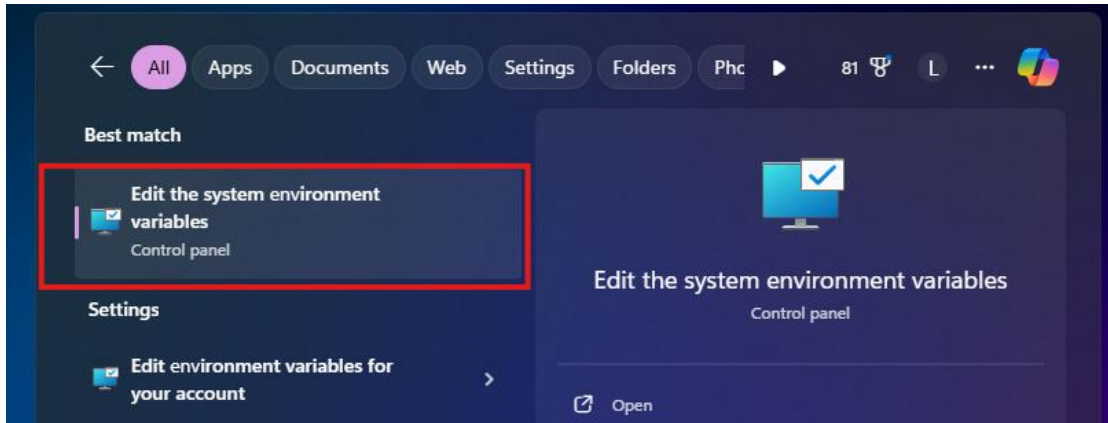 All Apps Documents Web Settings Folders 81 L ...
Best match
Edit the system environment
variables
Control panel
Settings
Edit environment variables for
your account
Edit the system environment variables
Control panel
Open